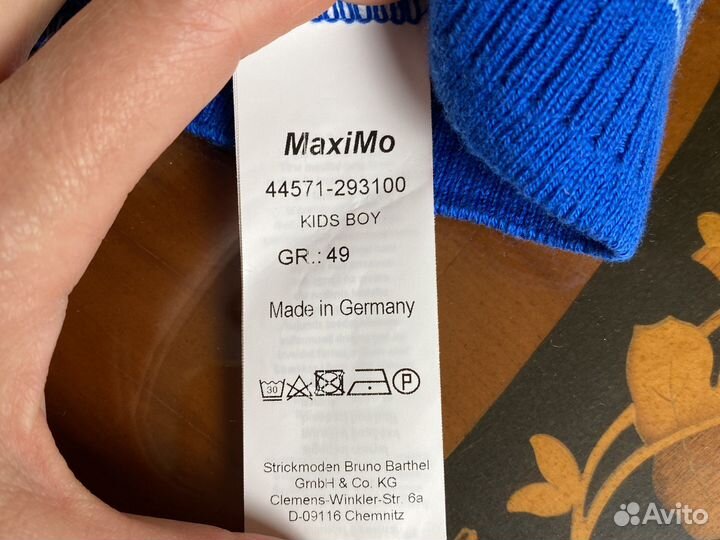 MaxiMo
44571-293100
KIDS BOY
GR.: 49
Made in Germany
30 P
Strickmoden Bruno Barthel
GmbH & Co. KG
Clemens-Winkler-Str. 6a
D-09116 Chemnitz
Avito